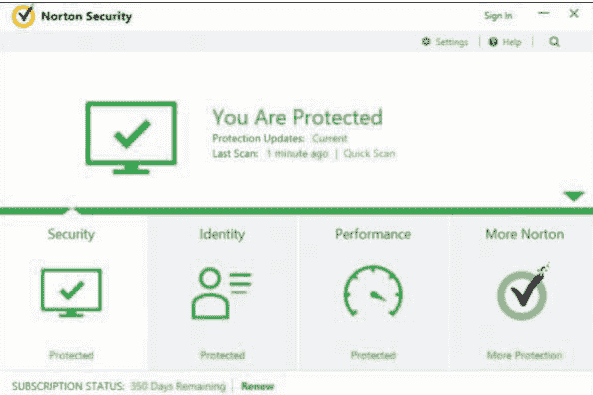 Norton Security
Sign In
Settings | Help
You Are Protected
Protection Updates: Current
Last Scan: 1 minute ago | Quick Scan
Security Identity Performance More Norton
Protected Protected Protected More Protection
SUBSCRIPTION STATUS: 350 Days Remaining | Renew